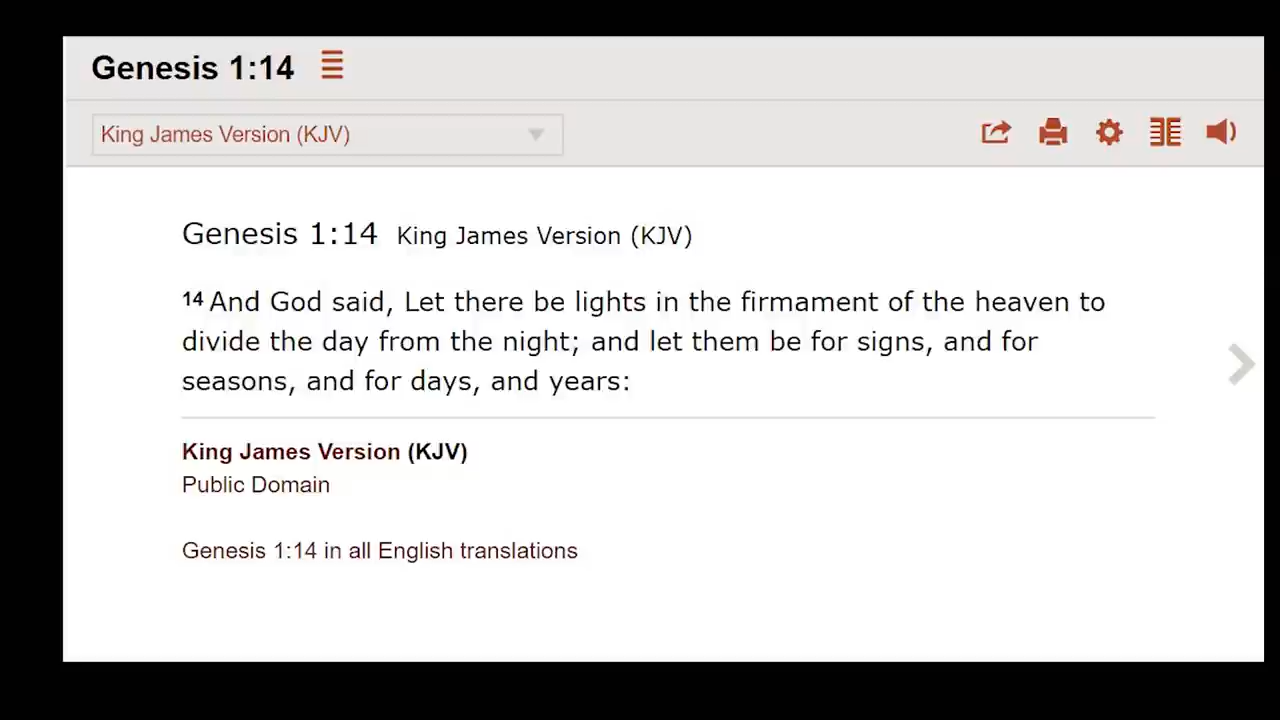 Genesis 1:14
King James Version (KJV)
Genesis 1:14 King James Version (KJV)
14 And God said, Let there be lights in the firmament of the heaven to
divide the day from the night; and let them be for signs, and for
seasons, and for days, and years:
King James Version (KJV)
Public Domain
Genesis 1:14 in all English translations